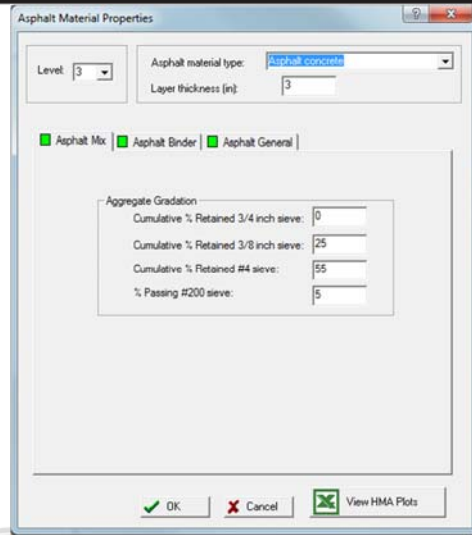 Asphalt Material Properties
Level: 3
Asphalt material type: Asphalt concrete
Layer thickness (in): 3
Asphalt Mix Asphalt Binder Asphalt General
Aggregate Gradation
Cumulative % Retained 3/4 inch sieve: 0
Cumulative % Retained 3/8 inch sieve: 25
Cumulative % Retained #4 sieve: 55
% Passing #200 sieve: 5
OK Cancel View HMA Plots